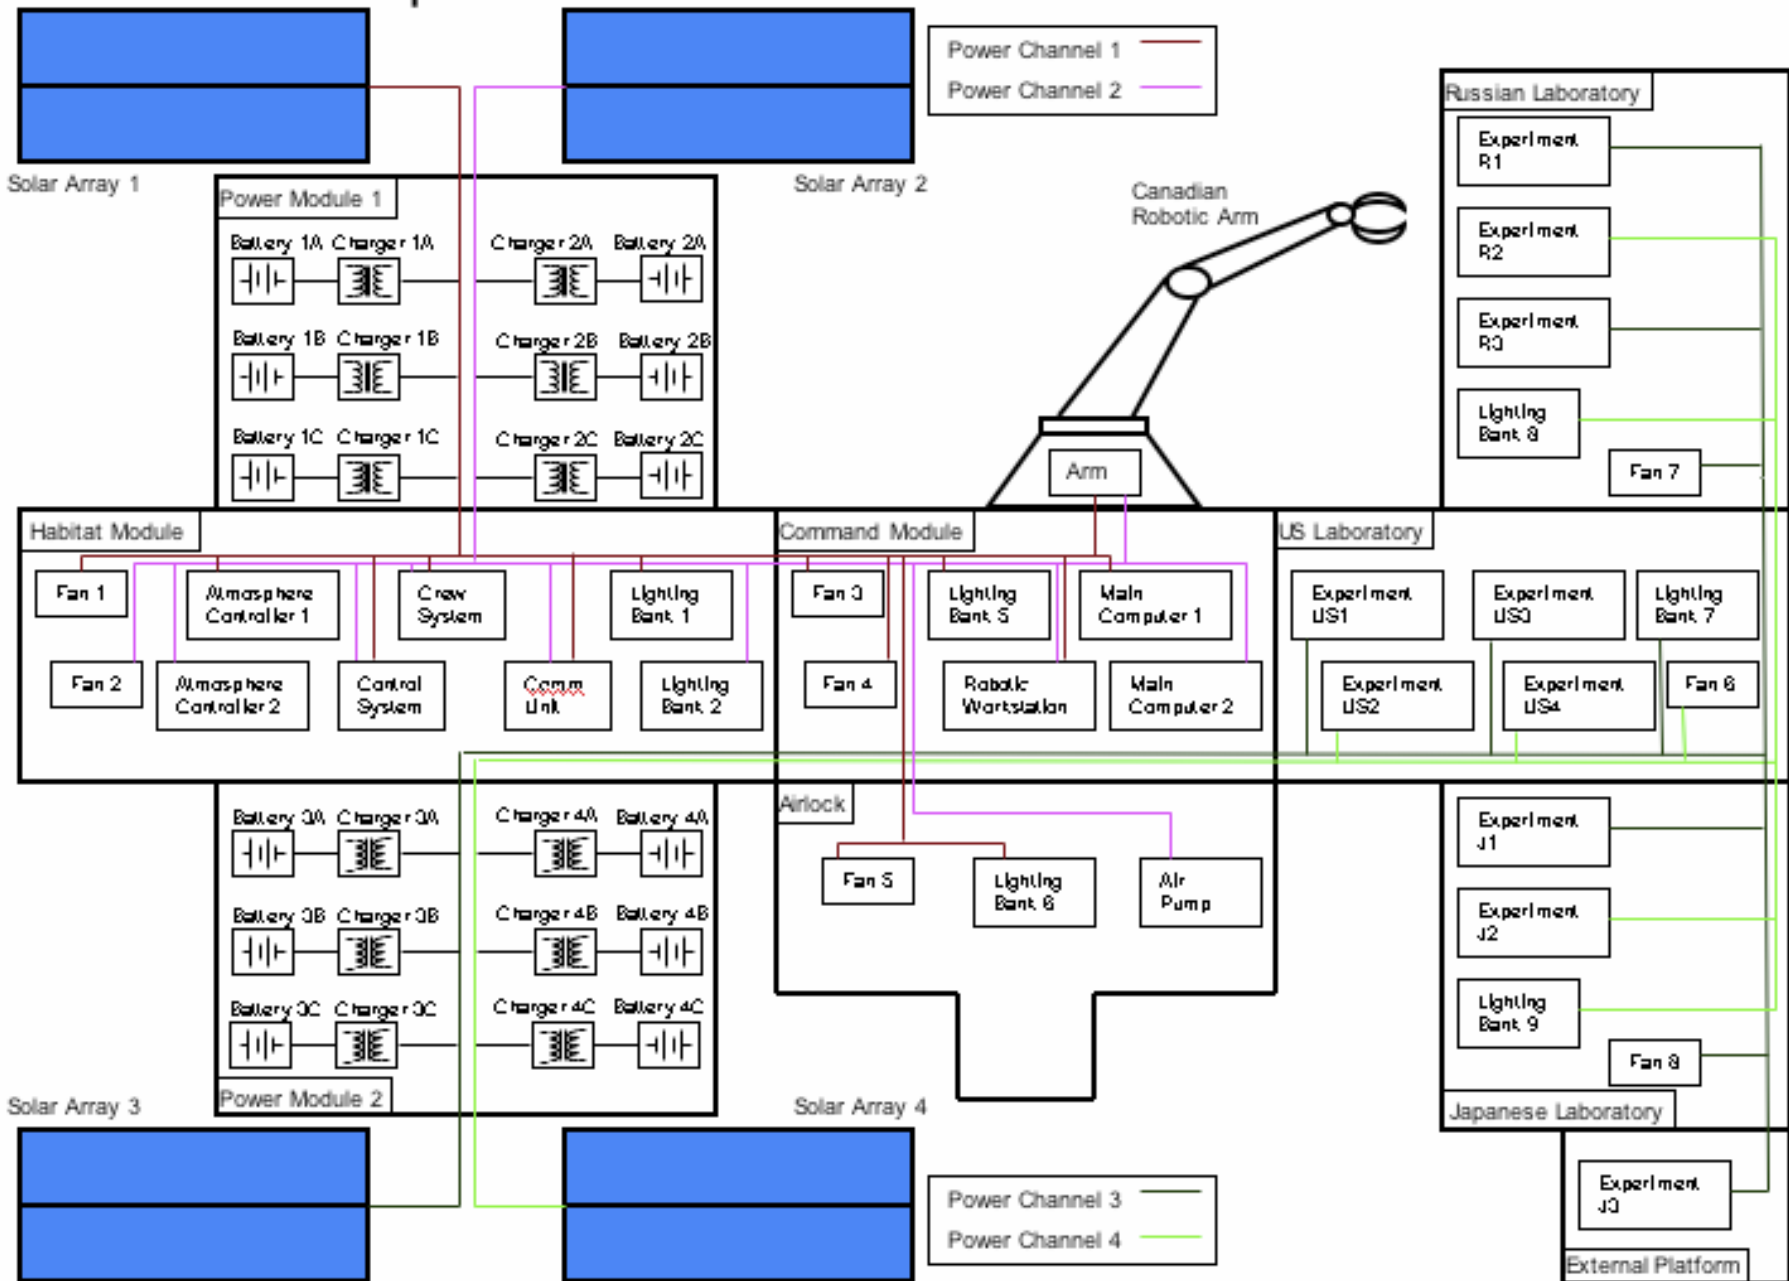 Power Channel 1
Power Channel 2
Solar Array 1
Solar Array 2
Power Module 1
Battery 1A
Charger 1A
Charger 2A
Battery 2A
Battery 1B
Charger 1B
Charger 2B
Battery 2B
Battery 1C
Charger 1C
Charger 2C
Battery 2C
Canadian
Robotic Arm
Arm
Russian Laboratory
Experiment
R1
Experiment
R2
Experiment
R3
Lighting
Bank 8
Fan 7
Habitat Module
Fan 1
Atmosphere
Controller 1
Crew
System
Lighting
Bank 1
Fan 2
Atmosphere
Controller 2
Control
System
Comm
Unit
Lighting
Bank 2
Command Module
Fan 3
Lighting
Bank 5
Main
Computer 1
Fan 4
Robotic
Workstation
Main
Computer 2
US Laboratory
Experiment
US1
Experiment
US3
Lighting
Bank 7
Experiment
US2
Experiment
US4
Fan 6
Airlock
Fan 5
Lighting
Bank 6
Air
Pump
Battery 3A
Charger 3A
Charger 4A
Battery 4A
Battery 3B
Charger 3B
Charger 4B
Battery 4B
Battery 3C
Charger 3C
Charger 4C
Battery 4C
Power Module 2
Solar Array 3
Solar Array 4
Experiment
J1
Experiment
J2
Lighting
Bank 9
Fan 8
Japanese Laboratory
Experiment
J3
External Platform
Power Channel 3
Power Channel 4